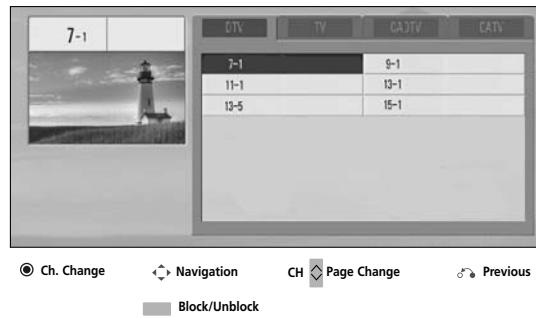 7-1
DTV TV CADTV CATV
7-1 9-1
11-1 13-1
13-5 15-1
Ch. Change Navigation CH Page Change Previous
Block/Unblock